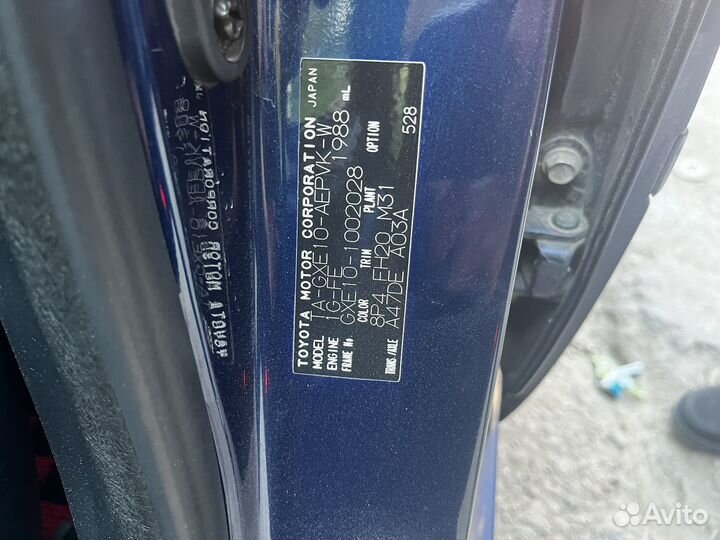 TOYOTA MOTOR CORPORATION JAPAN
MODEL TA-GXE10-AEPVK-W
ENGINE 1G-FE 1988 mL
FRAME No. GXE10-1002028
COLOR TRIM PLANT OPTION
8P4 EH20 M31 528
TRANS/AXLE A47DE A03A
Avito